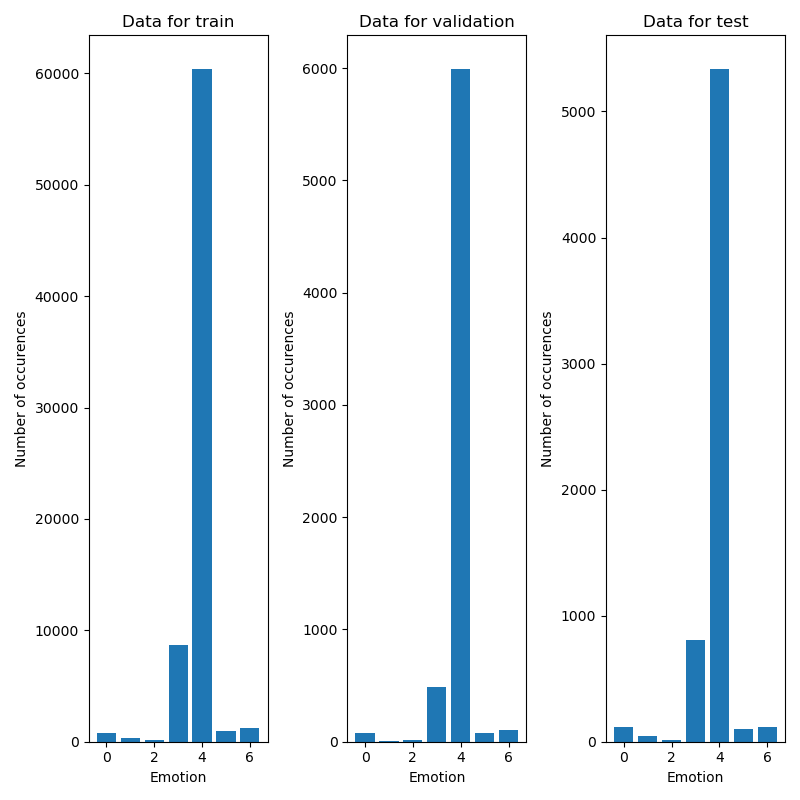 Data for train
Number of occurences
60000
50000
40000
30000
20000
10000
0
0 2 4 6
Emotion
Data for validation
Number of occurences
6000
5000
4000
3000
2000
1000
0
0 2 4 6
Emotion
Data for test
Number of occurences
5000
4000
3000
2000
1000
0
0 2 4 6
Emotion